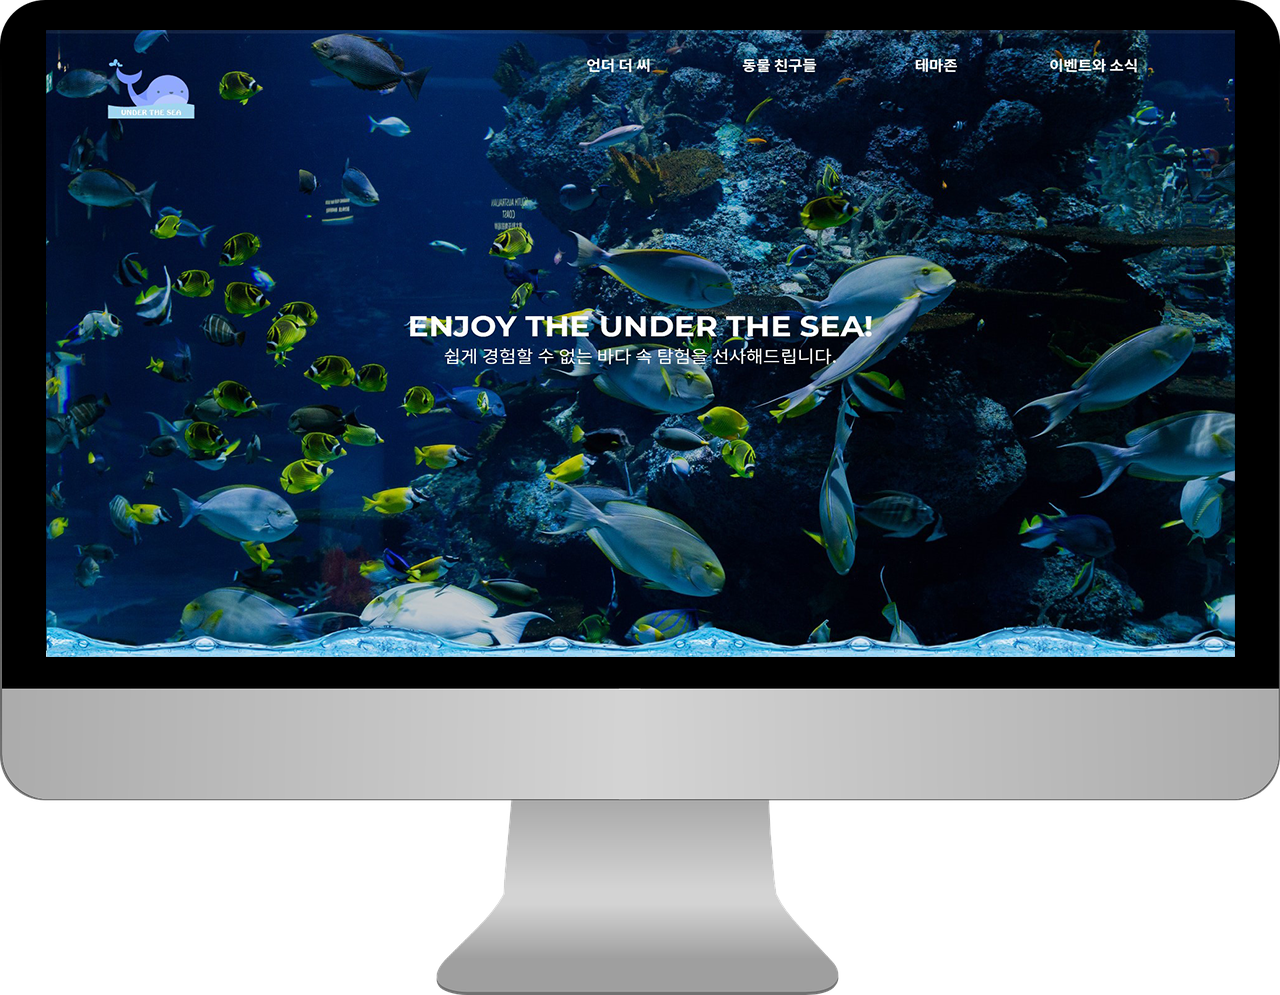 UNDER THE SEA
언더 더 씨
동물 친구들
테마존
이벤트와 소식
ENJOY THE UNDER THE SEA!
쉽게 경험할 수 없는 바다 속 탐험을 선사해드립니다.